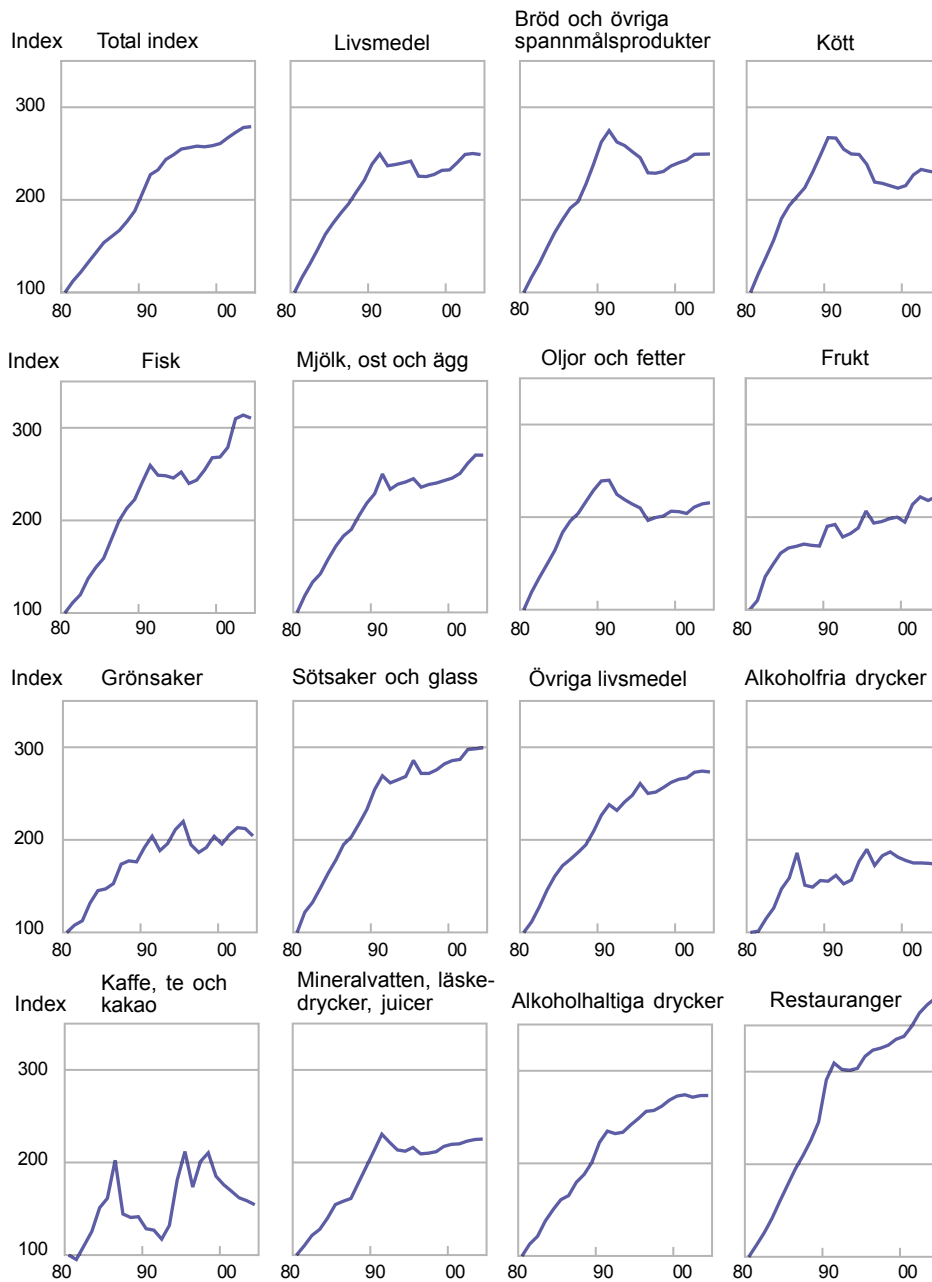 Index
Total index
Livsmedel
Bröd och övriga
spannmålsprodukter
Kött
300
200
100
80 90 00
80 90 00
80 90 00
80 90 00
Index
Fisk
Mjölk, ost och ägg
Oljor och fetter
Frukt
300
200
100
80 90 00
80 90 00
80 90 00
80 90 00
Index
Grönsaker
Sötsaker och glass
Övriga livsmedel
Alkoholfria drycker
300
200
100
80 90 00
80 90 00
80 90 00
80 90 00
Index
Kaffe, te och
kakao
Mineralvatten, läske-
drycker, juicer
Alkoholhaltiga drycker
Restauranger
300
200
100
80 90 00
80 90 00
80 90 00
80 90 00